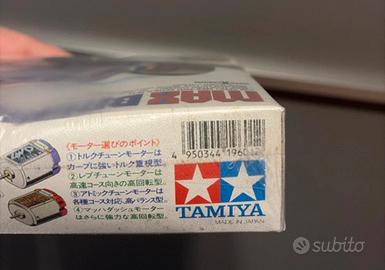 max
《モーター選びのポイント》
①トルクチューンモーターは
カーブに強いトルク重視型。
②レブチューンモーターは
高速コース向きの高回転型。
③アトミックチューンモーターは
各種コース対応、高バランス型。
④マッハダッシュモーターは
さらに強力な高回転型。
4 950344 196
TAMIYA
MADE IN JAPAN
subito